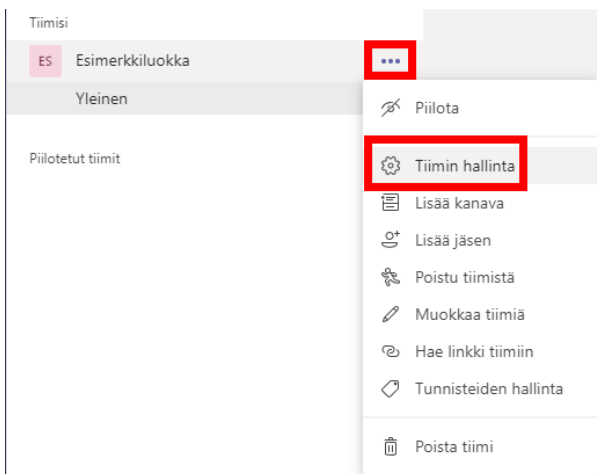 Tiimisi
ES Esimerkkiluokka •••
Yleinen
Piilota
Piilotetut tiimit
Tiimin hallinta
Lisää kanava
Lisää jäsen
Poistu tiimistä
Muokkaa tiimiä
Hae linkki tiimiin
Tunnisteiden hallinta
Poista tiimi